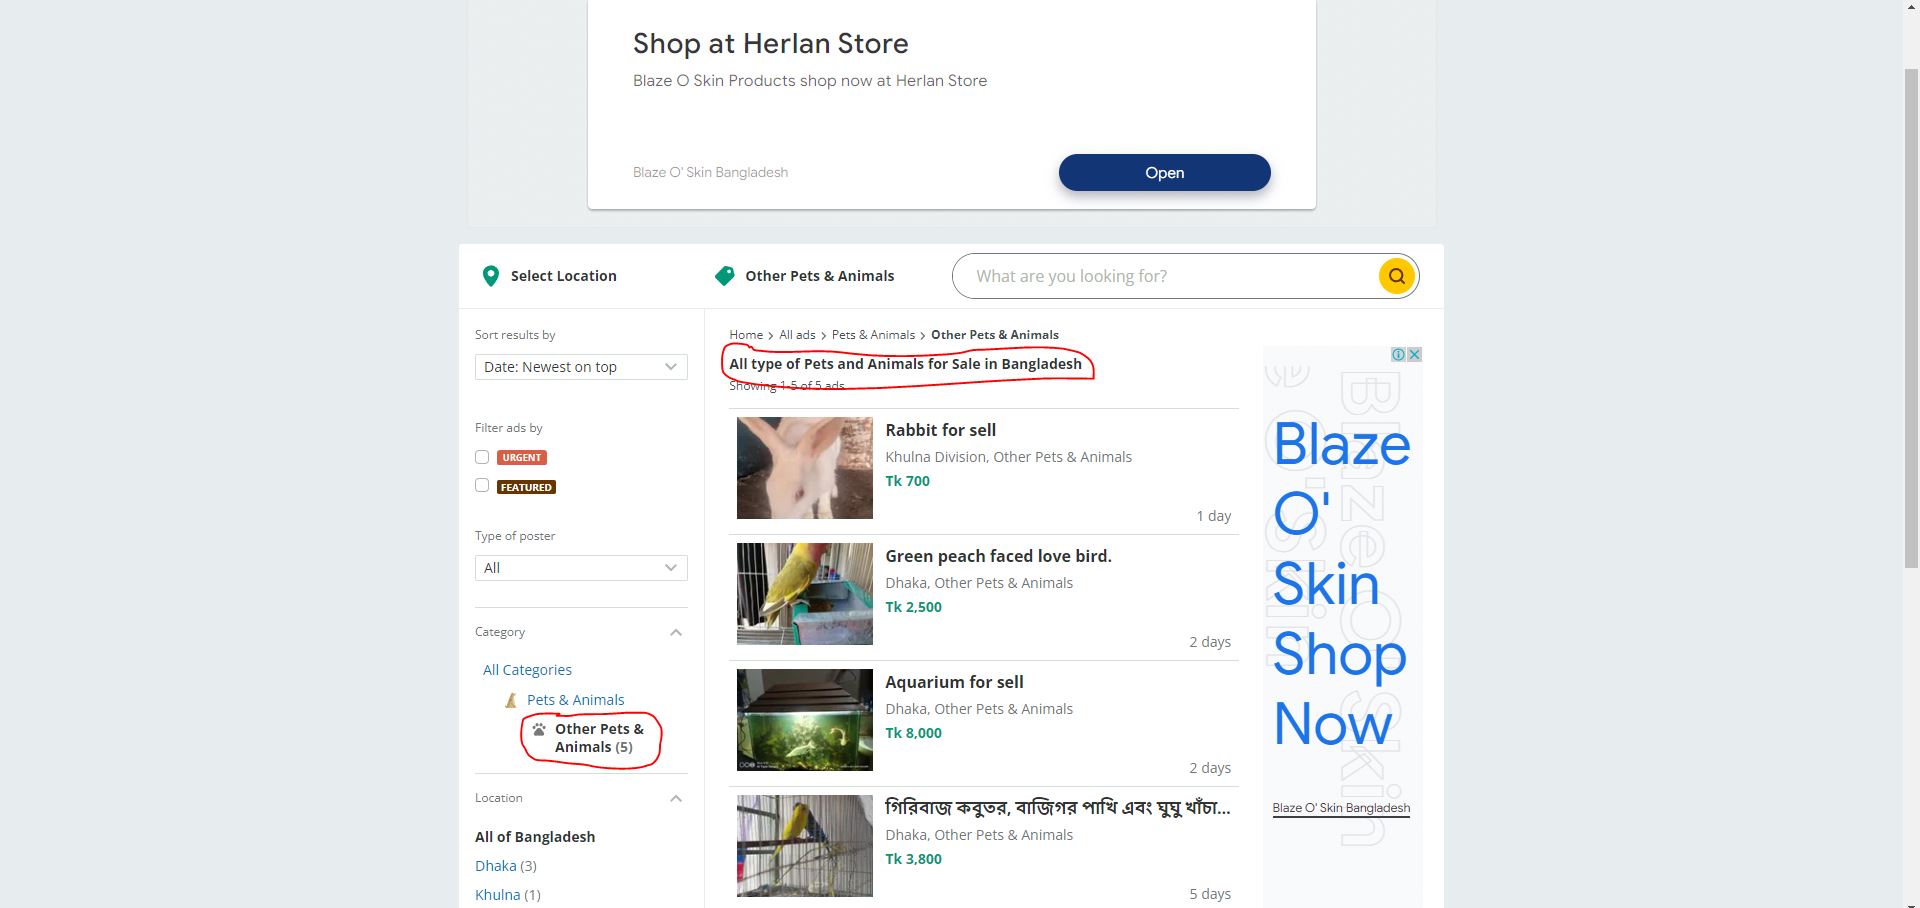 Shop at Herlan Store
Blaze O Skin Products shop now at Herlan Store
Blaze O' Skin Bangladesh
Open
Select Location
Other Pets & Animals
What are you looking for?
Sort results by
Date: Newest on top
Filter ads by
URGENT
FEATURED
Type of poster
All
Category
All Categories
Pets & Animals
Other Pets &
Animals (5)
Location
All of Bangladesh
Dhaka (3)
Khulna (1)
Home > All ads > Pets & Animals > Other Pets & Animals
All type of Pets and Animals for Sale in Bangladesh
Showing 1-5 of 5 ads
Rabbit for sell
Khulna Division, Other Pets & Animals
Tk 700
1 day
Green peach faced love bird.
Dhaka, Other Pets & Animals
Tk 2,500
2 days
Aquarium for sell
Dhaka, Other Pets & Animals
Tk 8,000
2 days
গিরিবাজ কবুতর, বাজিগর পাখি এবং ঘুঘু খাঁচা...
Dhaka, Other Pets & Animals
Tk 3,800
5 days
Blaze
O'
Skin
Shop
Now
Blaze O' Skin Bangladesh
Blaze O' Skin
Blaze O' Skin